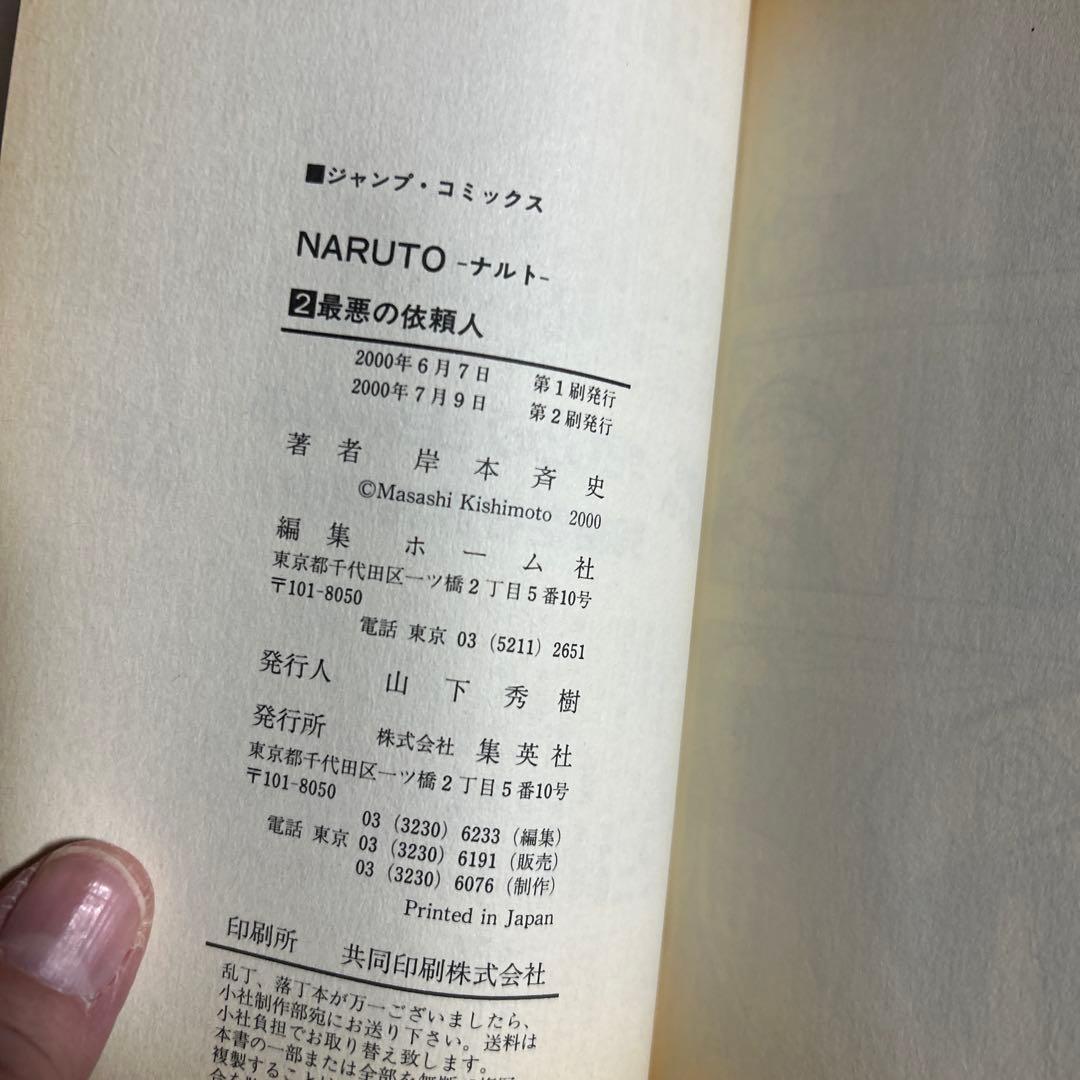 ■ジャンプ・コミックス
NARUTO -ナルト-
2最悪の依頼人
2000年6月7日 第1刷発行
2000年7月9日 第2刷発行
著者 岸本斉史
©Masashi Kishimoto 2000
編集 ホーム社
東京都千代田区一ツ橋2丁目5番10号
〒101-8050
電話 東京 03 (5211) 2651
発行人 山下秀樹
発行所 株式会社 集英社
東京都千代田区一ツ橋2丁目5番10号
〒101-8050
03 (3230) 6233 (編集)
電話 東京 03 (3230) 6191 (販売)
03 (3230) 6076 (制作)
Printed in Japan
印刷所 共同印刷株式会社
乱丁、落丁本が万一ございましたら、
小社制作部宛にお送り下さい。送料は
小社負担でお取り替え致します。
本書の一部または全部を無断で
複製することは